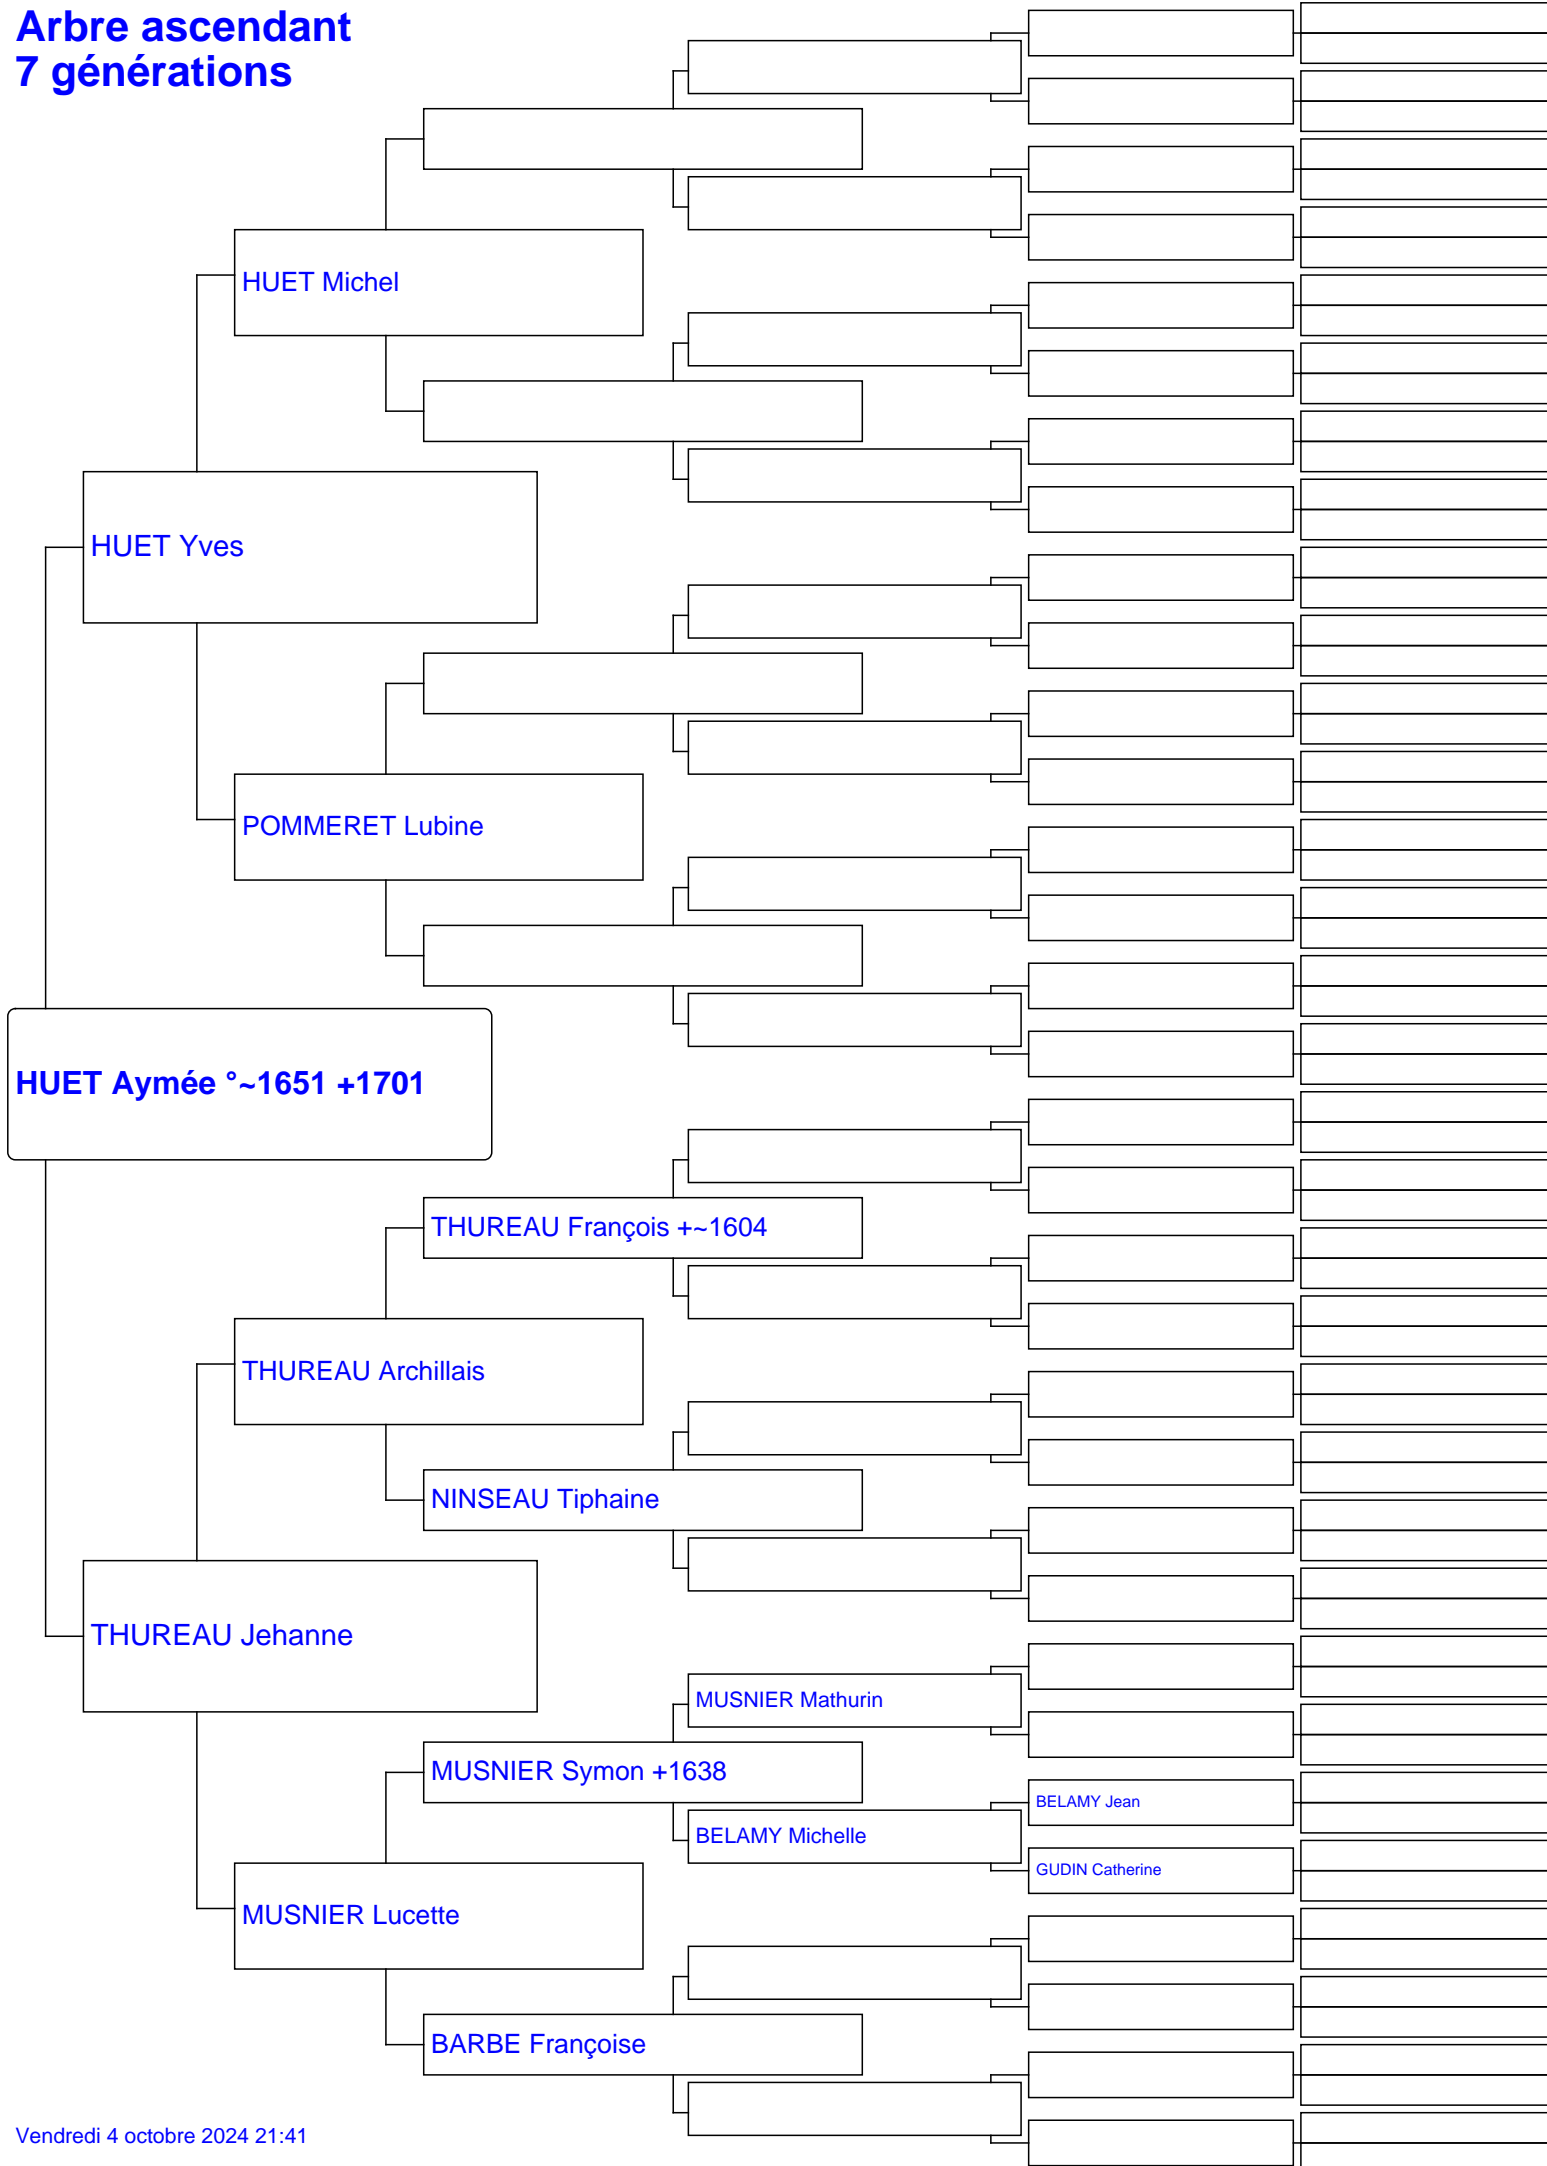 Arbre ascendant
7 générations
HUET Michel
HUET Yves
POMMERET Lubine
HUET Aymée °~1651 +1701
THUREAU François +~1604
THUREAU Archillais
NINSEAU Tiphaine
THUREAU Jehanne
MUSNIER Mathurin
MUSNIER Symon +1638
BELAMY Jean
BELAMY Michelle
GUDIN Catherine
MUSNIER Lucette
BARBE Françoise
Vendredi 4 octobre 2024 21:41